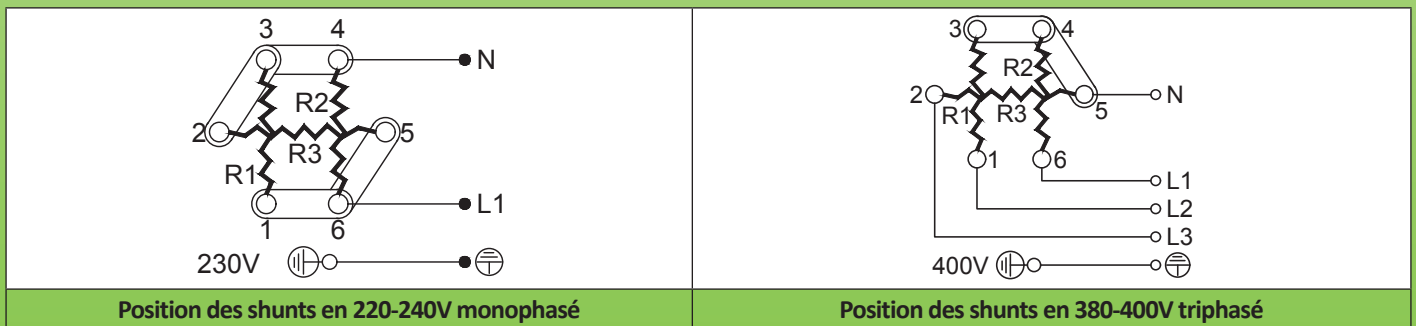 3 4
N
R2
2 5
R3
R1
L1
1 6
230V
3 4
R2
2 N
5
R1 R3
1 6
L1
L2
L3
400V
Position des shunts en 220-240V monophasé
Position des shunts en 380-400V triphasé